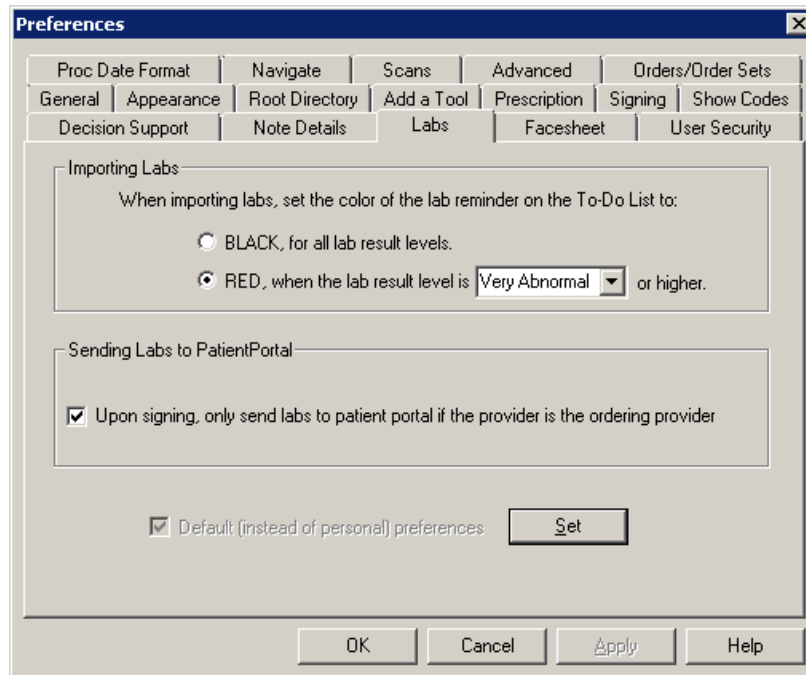 Preferences
Proc Date Format Navigate Scans Advanced Orders/Order Sets
General Appearance Root Directory Add a Tool Prescription Signing Show Codes
Decision Support Note Details Labs Facesheet User Security
Importing Labs
When importing labs, set the color of the lab reminder on the To-Do List to:
BLACK, for all lab result levels.
RED, when the lab result level is Very Abnormal or higher.
Sending Labs to PatientPortal
Upon signing, only send labs to patient portal if the provider is the ordering provider
Default (instead of personal) preferences Set
OK Cancel Apply Help